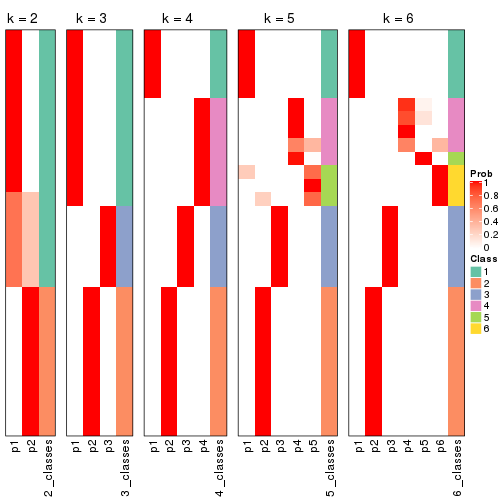 k = 2
k = 3
k = 4
k = 5
k = 6
Prob
1
0.8
0.6
0.4
0.2
0
Class
1
2
3
4
5
6
p1
p2
2_classes
p1
p2
p3
3_classes
p1
p2
p3
p4
4_classes
p1
p2
p3
p4
p5
5_classes
p1
p2
p3
p4
p5
p6
6_classes